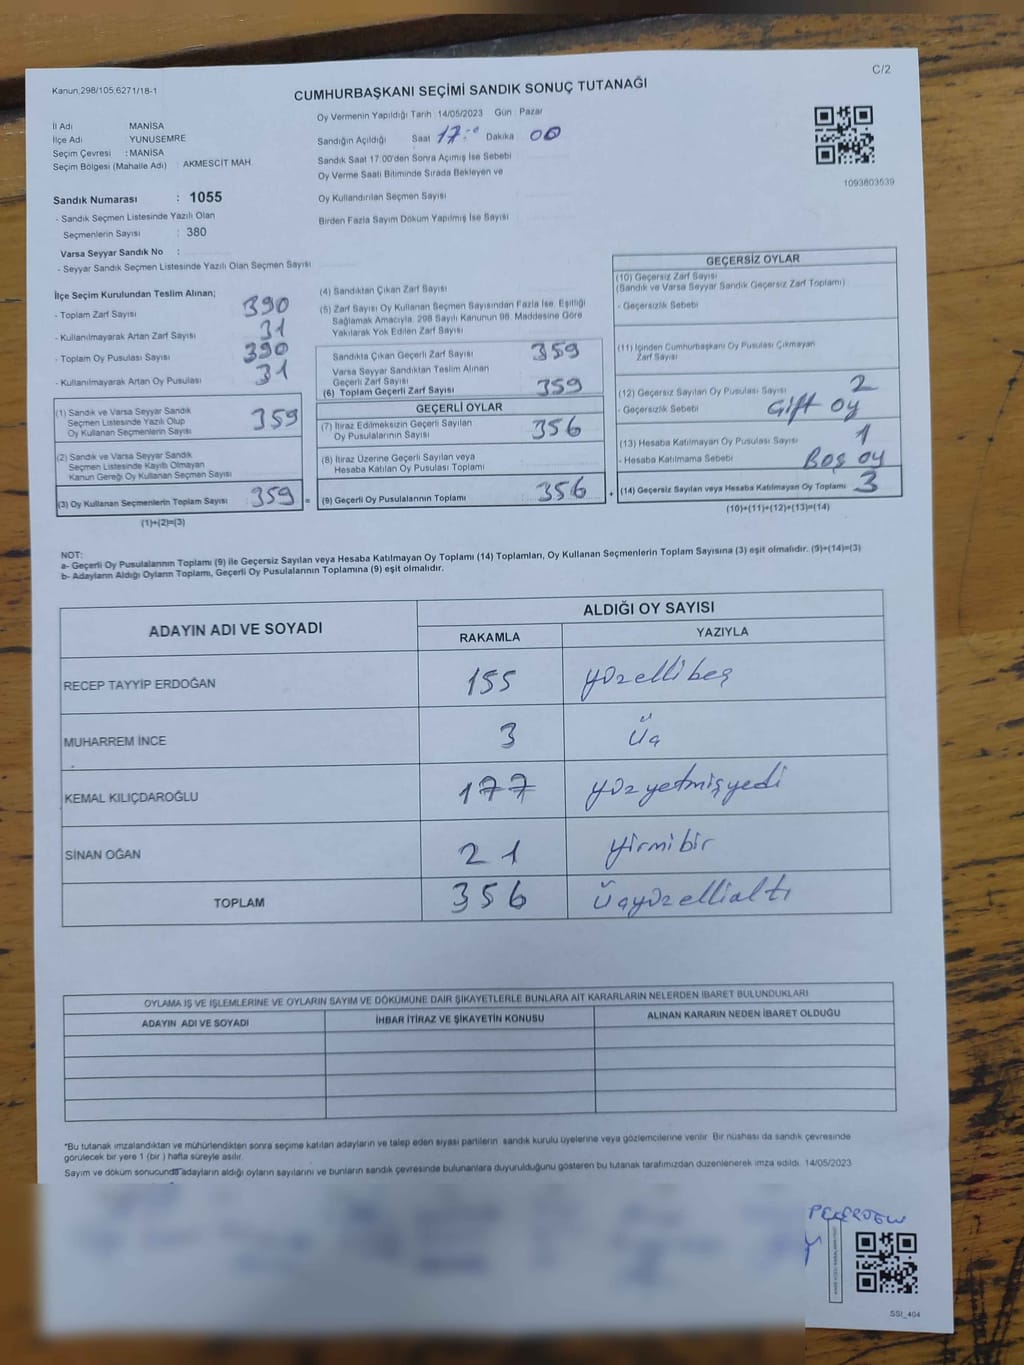 C/2
Kanun,298/105,6271/18-1
CUMHURBAŞKANI SEÇİMİ SANDIK SONUÇ TUTANAĞI
Oy Vermenin Yapıldığı Tarih 14/05/2023 Gün : Pazar
İl Adı MANİSA
İlçe Adı YUNUSEMRE
Seçim Çevresi : MANİSA
Seçim Bölgesi (Mahalle Adı) : AKMESCİT MAH
Sandığın Açıldığı Saat 17:00 Dakika 00
Sandık Saat 17.00'den Sonra Açımış İse Sebebi
Oy Verme Saati Bitiminde Sırada Bekleyen ve
Oy Kullandırılan Seçmen Sayısı
Birden Fazla Sayım Döküm Yapılmış İse Sayısı
1093803539
Sandık Numarası : 1055
- Sandık Seçmen Listesinde Yazılı Olan
Seçmenlerin Sayısı : 380
Varsa Seyyar Sandık No :
- Seyyar Sandık Seçmen Listesinde Yazılı Olan Seçmen Sayısı
İlçe Seçim Kurulundan Teslim Alınan;
- Toplam Zarf Sayısı 390
- Kullanılmayarak Artan Zarf Sayısı 31
- Toplam Oy Pusulası Sayısı 390
- Kullanılmayarak Artan Oy Pusulası 31
(1) Sandık ve Varsa Seyyar Sandık
Seçmen Listesinde Yazılı Olup
Oy Kullanan Seçmenlerin Sayısı 359
(2) Sandık ve Varsa Seyyar Sandık
Seçmen Listesinde Kayıtlı Olmayan
Kanun Gereği Oy Kullanan Seçmen Sayısı
(3) Oy Kullanan Seçmenlerin Toplam Sayısı 359 =
(1)+(2)=(3)
(4) Sandıktan Çıkan Zarf Sayısı
(5) Zarf Sayısı Oy Kullanan Seçmen Sayısından Fazla İse, Eşitliği
Sağlamak Amacıyla, 298 Sayılı Kanunun 98. Maddesine Göre
Yakılarak Yok Edilen Zarf Sayısı
Sandıkta Çıkan Geçerli Zarf Sayısı 359
Varsa Seyyar Sandıktan Teslim Alınan
Geçerli Zarf Sayısı
(6) Toplam Geçerli Zarf Sayısı 359
GEÇERLİ OYLAR
(7) İtiraz Edilmeksizin Geçerli Sayılan
Oy Pusulalarının Sayısı 356
(8) İtiraz Üzerine Geçerli Sayılan veya
Hesaba Katılan Oy Pusulası Toplamı
(9) Geçerli Oy Pusulalarının Toplamı 356 +
GEÇERSİZ OYLAR
(10) Geçersiz Zarf Sayısı
(Sandık ve Varsa Seyyar Sandık Geçersiz Zarf Toplamı)
- Geçersizlik Sebebi
(11) İçinden Cumhurbaşkanı Oy Pusulası Çıkmayan
Zarf Sayısı
(12) Geçersiz Sayılan Oy Pusulası Sayısı 2
- Geçersizlik Sebebi Çift oy
(13) Hesaba Katılmayan Oy Pusulası Sayısı 1
- Hesaba Katılmama Sebebi Boş oy
(14) Geçersiz Sayılan veya Hesaba Katılmayan Oy Toplamı 3
(10)+(11)+(12)+(13)=(14)
NOT:
a- Geçerli Oy Pusulalarının Toplamı (9) ile Geçersiz Sayılan veya Hesaba Katılmayan Oy Toplamı (14) Toplamları, Oy Kullanan Seçmenlerin Toplam Sayısına (3) eşit olmalıdır. (9)+(14)=(3)
b- Adayların Aldığı Oyların Toplamı, Geçerli Oy Pusulalarının Toplamına (9) eşit olmalıdır.
ADAYIN ADI VE SOYADI
ALDIĞI OY SAYISI
RAKAMLA YAZIYLA
RECEP TAYYİP ERDOĞAN 155 yüzellibeş
MUHARREM İNCE 3 üç
KEMAL KILIÇDAROĞLU 177 yüzyetmişyedi
SİNAN OĞAN 21 yirmibir
TOPLAM 356 üçyüzellialtı
OYLAMA İŞ VE İŞLEMLERİNE VE OYLARIN SAYIM VE DÖKÜMÜNE DAİR ŞİKAYETLERLE BUNLARA AİT KARARLARIN NELERDEN İBARET BULUNDUKLARI
ADAYIN ADI VE SOYADI İHBAR İTİRAZ VE ŞİKAYETİN KONUSU ALINAN KARARIN NEDEN İBARET OLDUĞU
"Bu tutanak imzalandıktan ve mühürlendikten sonra seçime katılan adayların ve talep eden siyasi partilerin sandık kurulu üyelerine veya gözlemcilerine verilir. Bir nüshası da sandık çevresinde
görülecek bir yere 1 (bir ) hafta süreyle asılır.
Sayım ve döküm sonucunda adayların aldığı oyların sayılarını ve bunların sandık çevresinde bulunanlara duyurulduğunu gösteren bu tutanak tarafımızdan düzenlenerek imza edildi. 14/05/2023
SSI_404